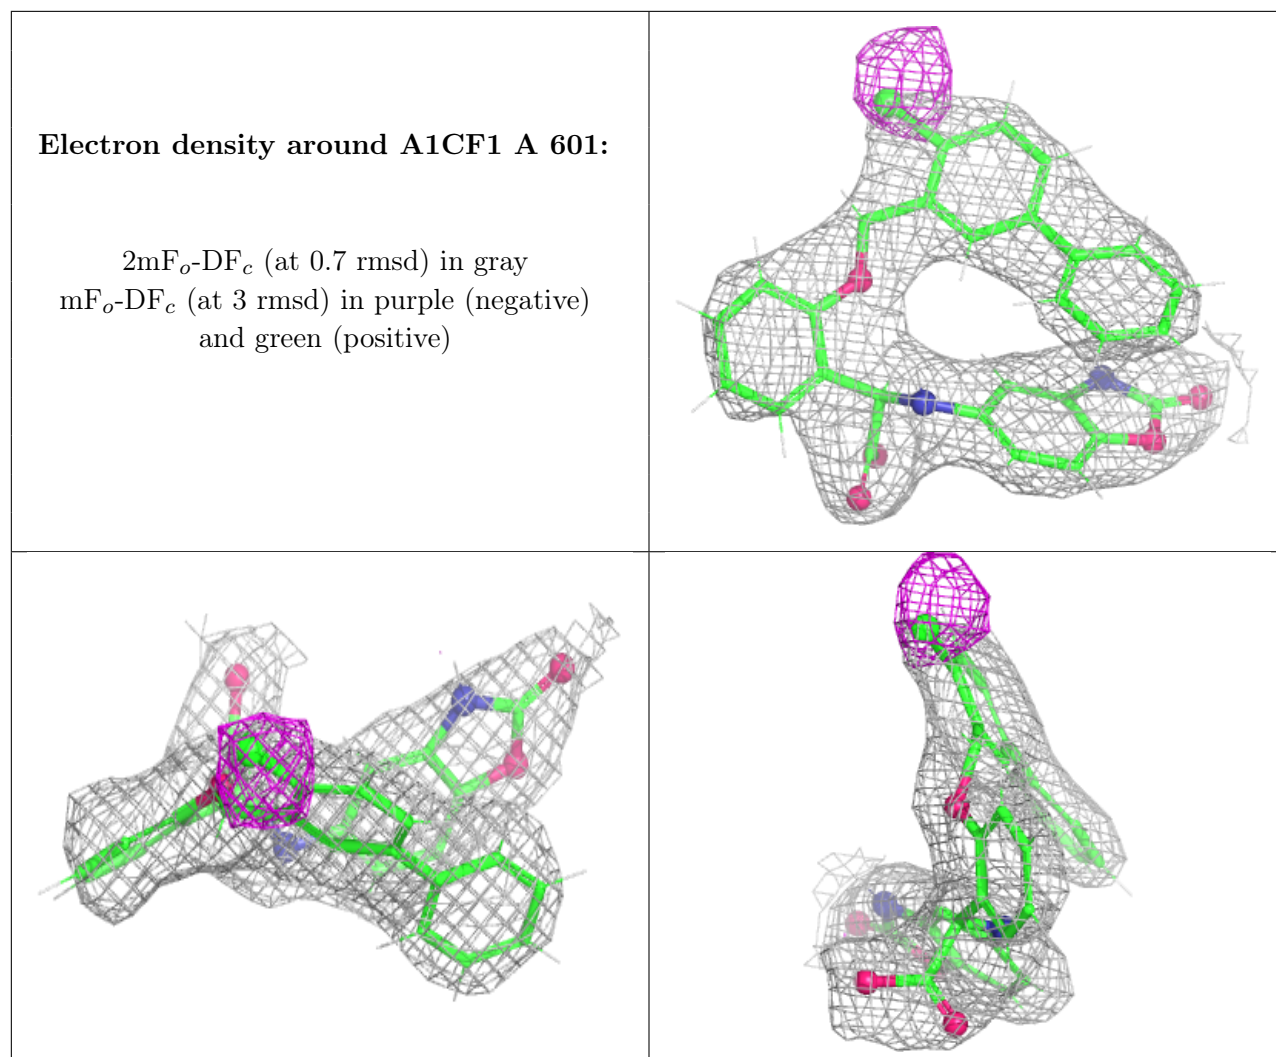 Electron density around A1CF1 A 601:
2mFo-DFc (at 0.7 rmsd) in gray
mFo-DFc (at 3 rmsd) in purple (negative)
and green (positive)